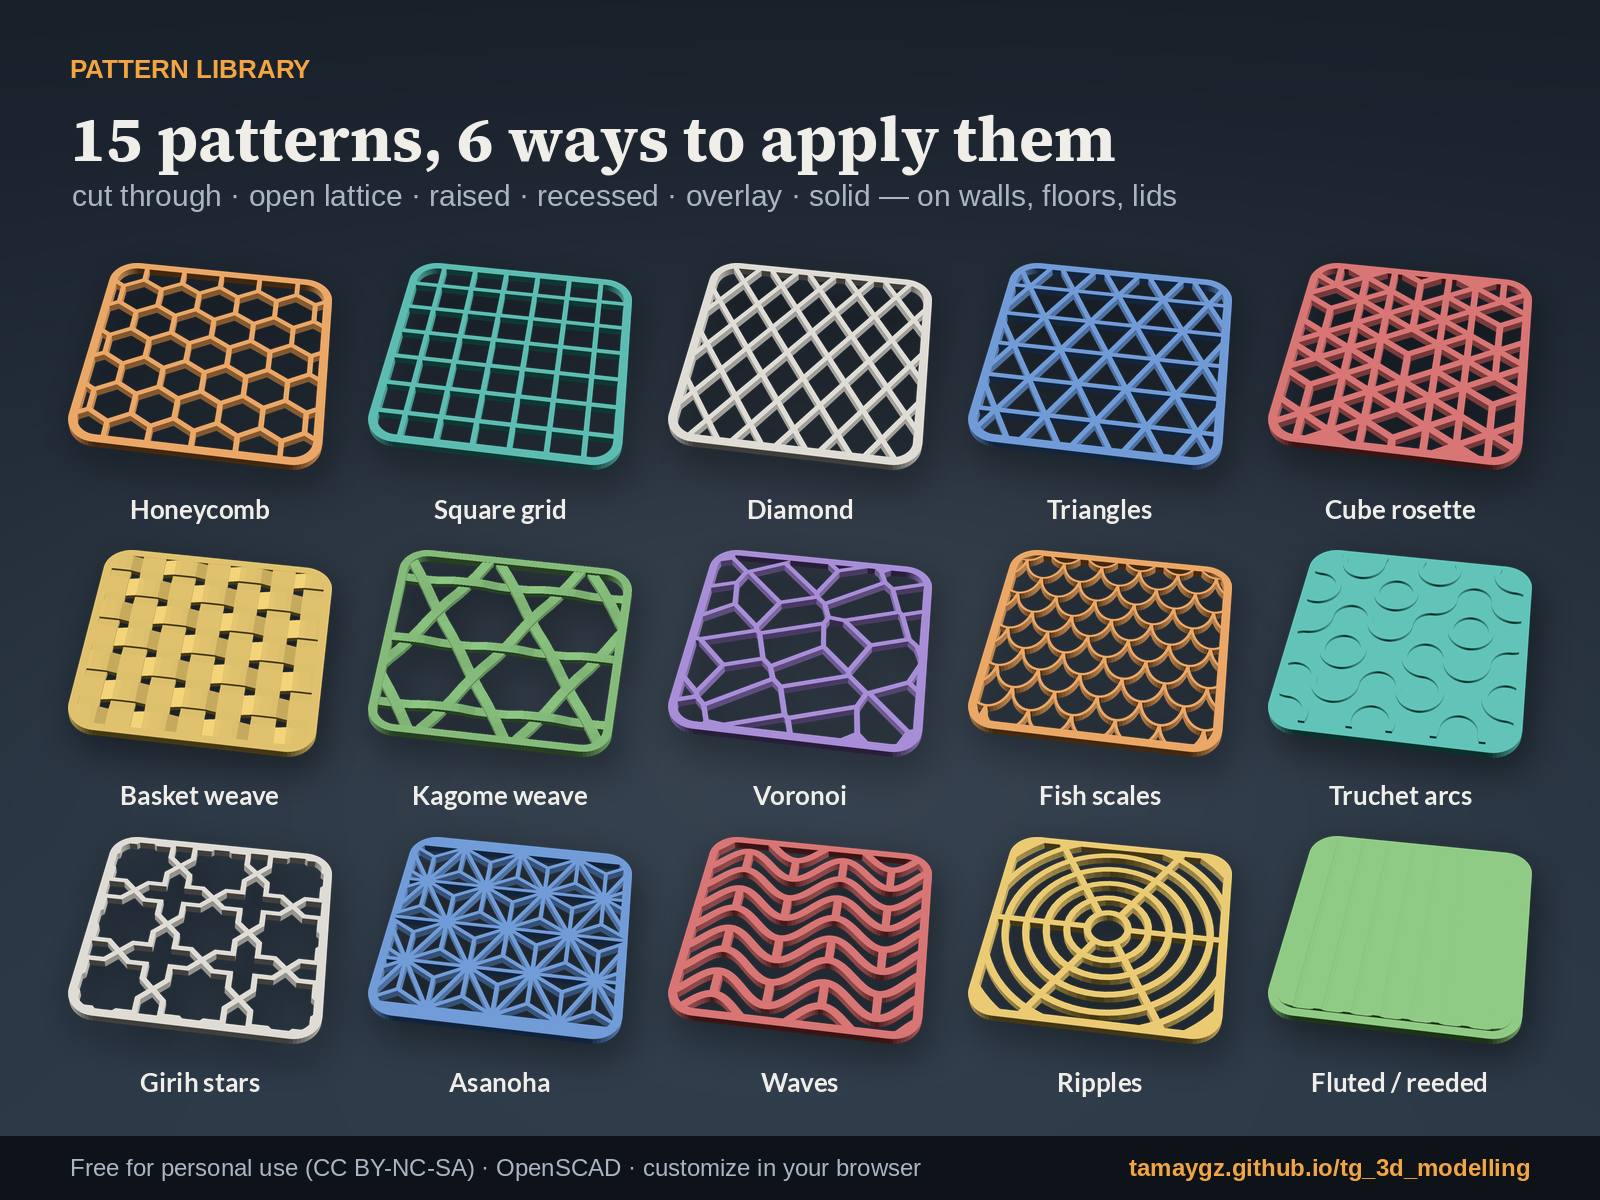 PATTERN LIBRARY
15 patterns, 6 ways to apply them
cut through · open lattice · raised · recessed · overlay · solid — on walls, floors, lids
Honeycomb
Square grid
Diamond
Triangles
Cube rosette
Basket weave
Kagome weave
Voronoi
Fish scales
Truchet arcs
Girih stars
Asanoha
Waves
Ripples
Fluted / reeded
Free for personal use (CC BY-NC-SA) · OpenSCAD · customize in your browser
tamaygz.github.io/tg_3d_modelling